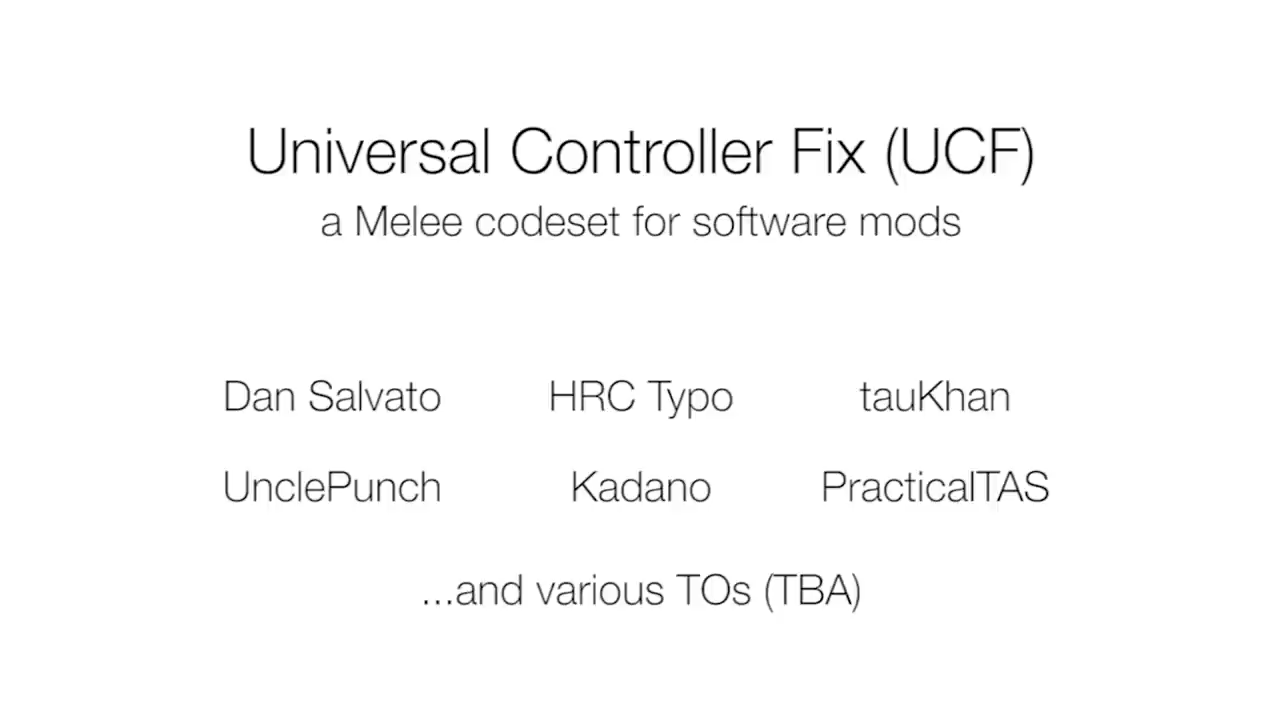 Universal Controller Fix (UCF)
a Melee codeset for software mods
Dan Salvato HRC Typo tauKhan
UnclePunch Kadano PracticalTAS
...and various TOs (TBA)